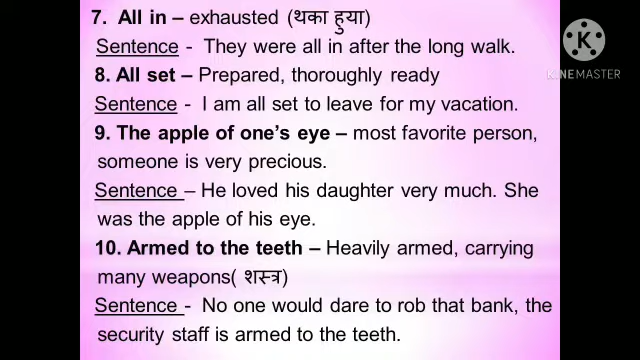 7. All in – exhausted (थका हुया)
Sentence - They were all in after the long walk.
8. All set – Prepared, thoroughly ready
Sentence - I am all set to leave for my vacation.
9. The apple of one's eye – most favorite person,
someone is very precious.
Sentence – He loved his daughter very much. She
was the apple of his eye.
10. Armed to the teeth – Heavily armed, carrying
many weapons( शस्त्र)
Sentence - No one would dare to rob that bank, the
security staff is armed to the teeth.
KINEMASTER